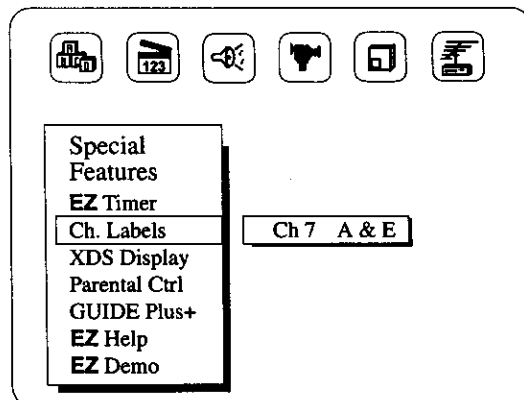 123
Special
Features
EZ Timer
Ch. Labels
Ch 7 A & E
XDS Display
Parental Ctrl
GUIDE Plus+
EZ Help
EZ Demo